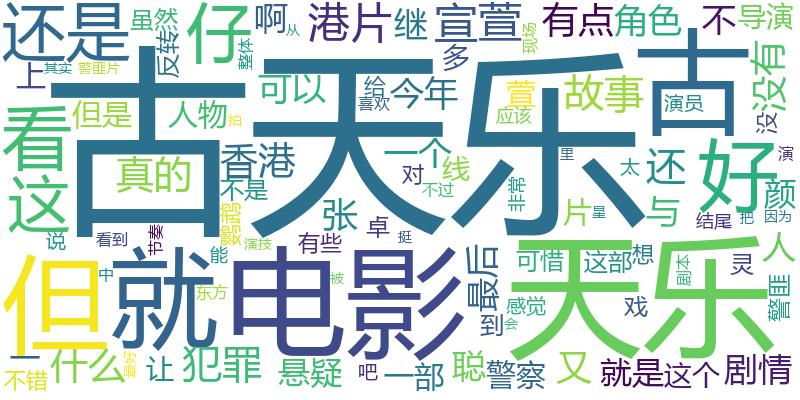 还是
虽然
反转
仔
整体
啊
从
港片
继
宣萱
多
现场
有点
角色
不
导演
上
其实
警匪片
古天乐
可以
给
喜欢
今年
萱
故事
应该
古
演员
没有
没
看
但是
人物
真的
香港
不是
一个
对
线
不过
非常
里
太
还
好
演
颜
这
张
卓
挺
片
星
与
结尾
把
因为
说
看到
节奏
鹦鹉
演技
有些
能
中
东方
被
但
就
电影
最后
到
可惜
这部
想
感觉
会
戏
天乐
剧本
灵
人
警匪
一
不错
什么
最好
让
犯罪
悬疑
吧
一部
聪
警察
又
就是
这个
剧情
拍